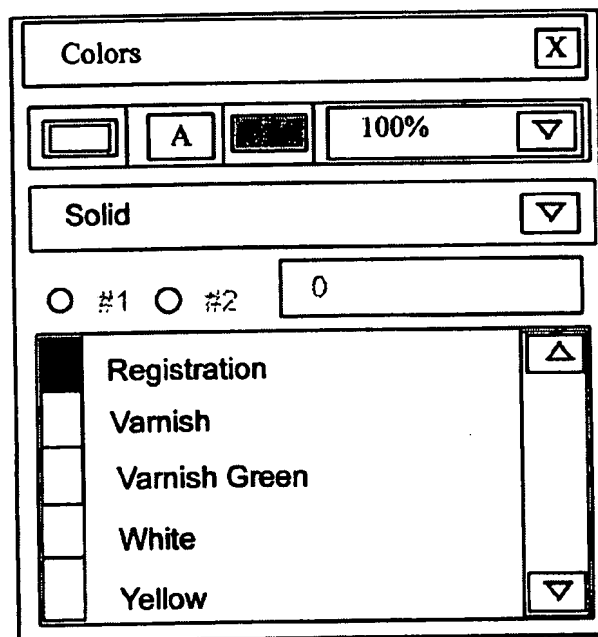 Colors X
A 100%
Solid
#1 #2 0
Registration
Varnish
Varnish Green
White
Yellow